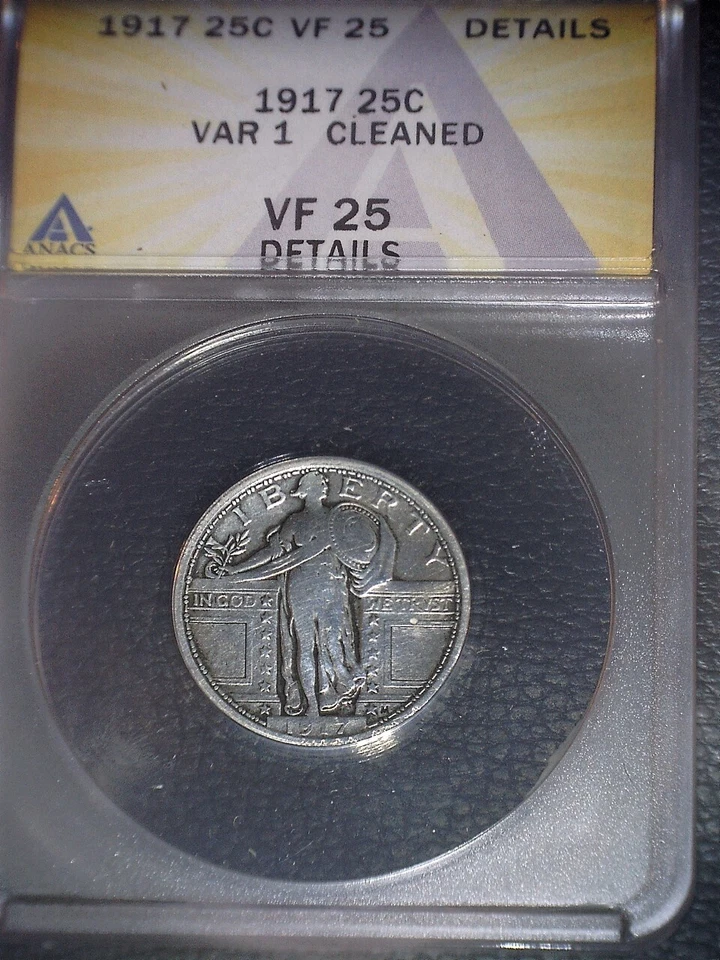 1917 25C VF 25 DETAILS
1917 25C
VAR 1 CLEANED
VF 25
DETAILS
ANACS
LIBERTY
IN GOD WE TRVST
M
1917